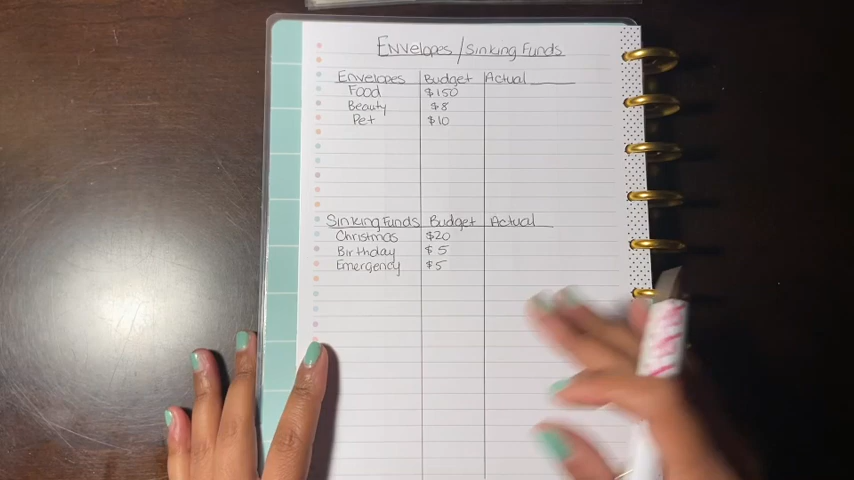 Envelopes/Sinking Funds
Envelopes Budget Actual
Food $150
Beauty $8
Pet $10
Sinking Funds Budget Actual
Christmas $20
Birthday $5
Emergency $5